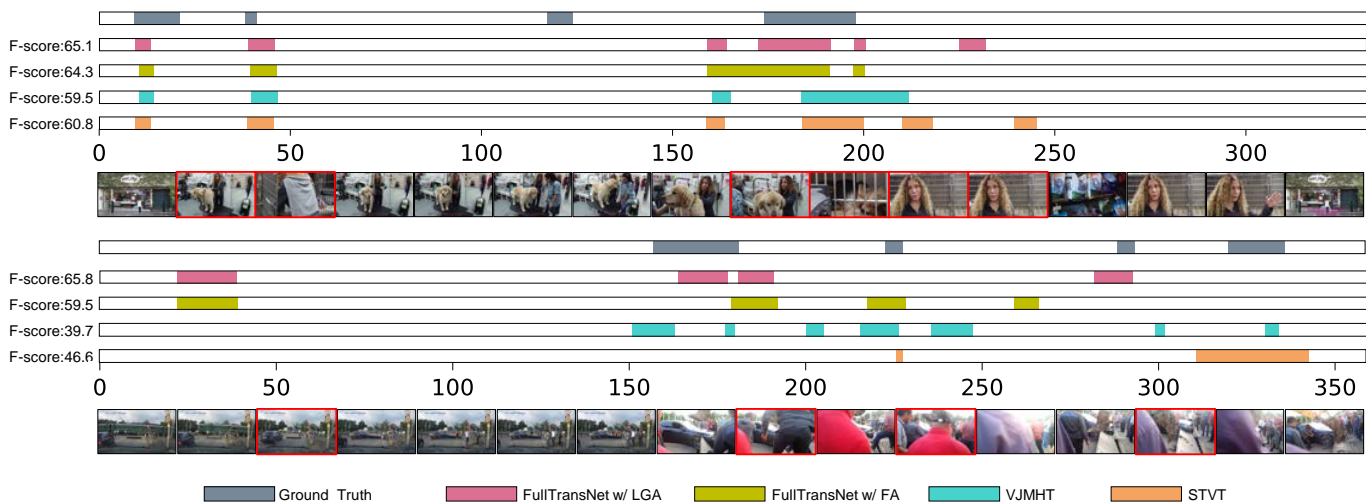 F-score:65.1
F-score:64.3
F-score:59.5
F-score:60.8
0 50 100 150 200 250 300
F-score:65.8
F-score:59.5
F-score:39.7
F-score:46.6
0 50 100 150 200 250 300 350
Ground Truth FullTransNet w/ LGA FullTransNet w/ FA VJMHT STVT